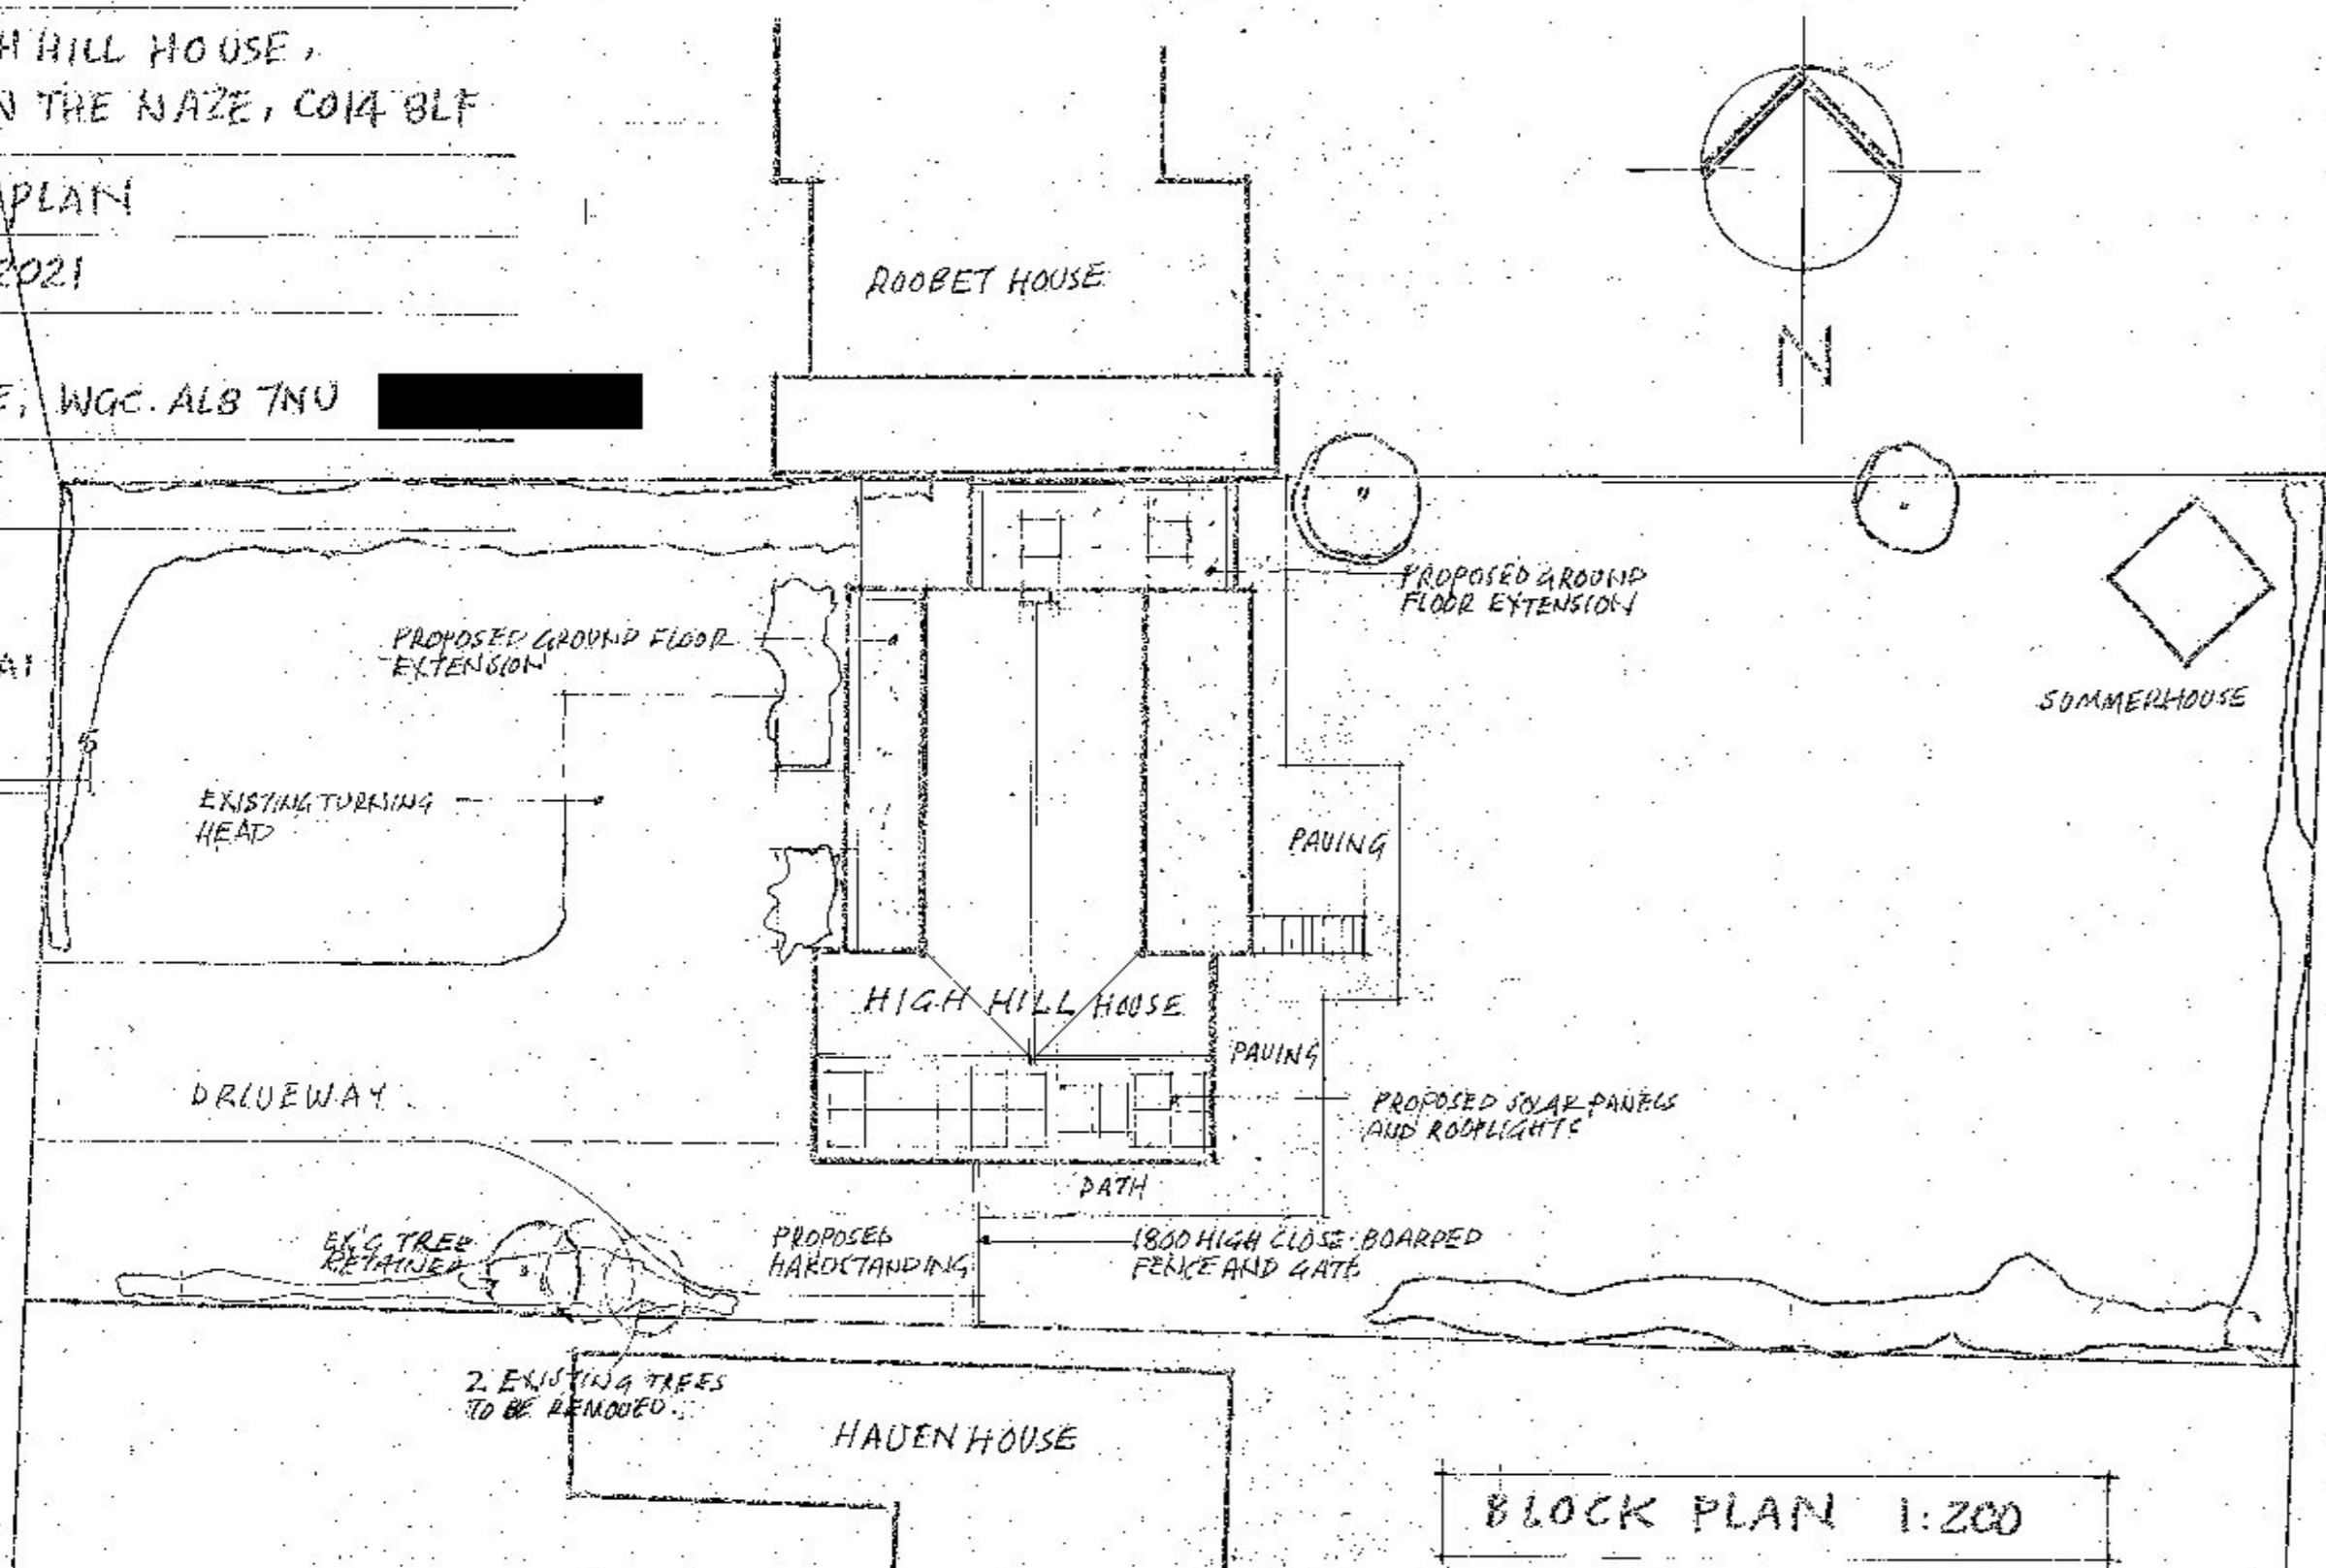 H HILL HOUSE,
N THE NAZE, CO14 8LF
PLAN
2021
E, WGC. AL8 7NU
ROOBET HOUSE
N
PROPOSED GROUND
FLOOR EXTENSION
PROPOSED GROUND FLOOR
EXTENSION
A1
SUMMERHOUSE
EXISTING TURNING
HEAD
PAVING
HIGH HILL HOUSE
PAVING
DRIVEWAY
PROPOSED SOLAR PANELS
AND ROOFLIGHTS
PATH
EX'G TREE
RETAINED
PROPOSED
HARDSTANDING
1800 HIGH CLOSE BOARDED
FENCE AND GATE
2 EXISTING TREES
TO BE REMOVED.
HAVEN HOUSE
BLOCK PLAN 1:200